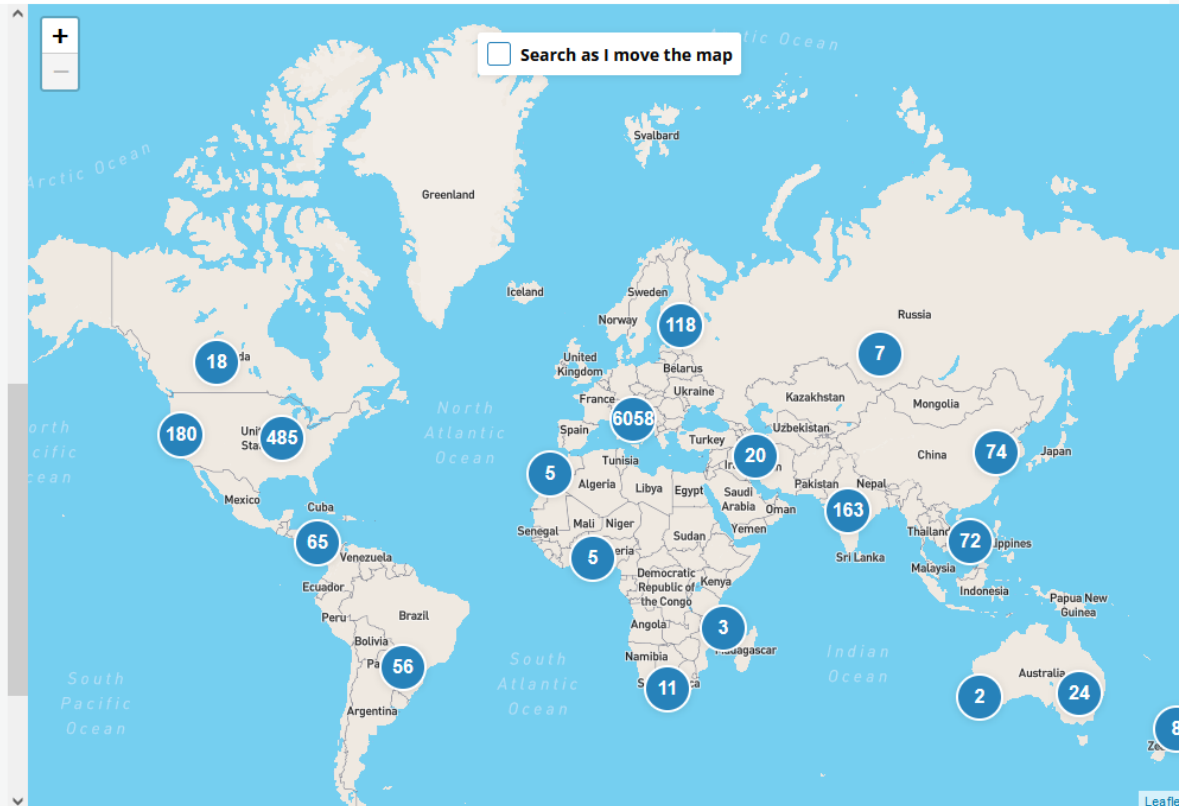 +
Search as I move the map
−
Arctic Ocean
Svalbard
Arctic Ocean
Greenland
Iceland
Sweden
Russia
Norway
118
7
United
Kingdom
18
Belarus
Ukraine
Kazakhstan
France
Mongolia
North
Atlantic
Ocean
6058
180
485
Spain
Turkey
Uzbekistan
China
74
Japan
20
Tunisia
5
Algeria
Libya
Egypt
Pakistan
Nepal
Saudi
Arabia
Oman
Mexico
Cuba
163
Senegal
Mali
Niger
Sudan
Yemen
Thailand
72
65
Venezuela
5
Sri Lanka
Malaysia
Ecuador
Democratic
Republic of
the Congo
Kenya
Indonesia
Papua New
Guinea
Peru
Brazil
Angola
3
Bolivia
Namibia
Indian
Ocean
56
South
Atlantic
Ocean
11
Australia
2
24
South
Pacific
Ocean
Argentina
8
Leafle